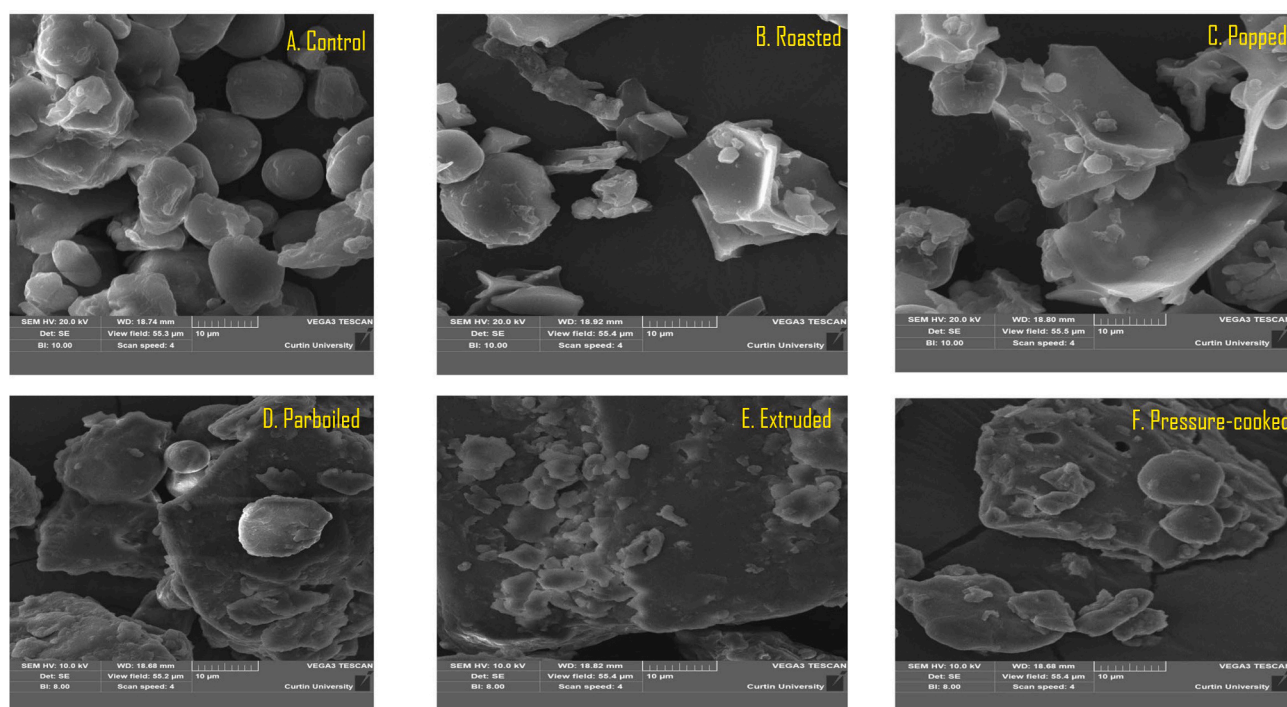 A. Control
SEM HV: 20.0 kV WD: 18.74 mm VEGA3 TESCAN
Det: SE View field: 55.3 µm 10 µm
BI: 10.00 Scan speed: 4 Curtin University
B. Roasted
SEM HV: 20.0 kV WD: 18.92 mm VEGA3 TESCAN
Det: SE View field: 55.4 µm 10 µm
BI: 10.00 Scan speed: 4 Curtin University
C. Popped
SEM HV: 20.0 kV WD: 18.80 mm VEGA3 TESCAN
Det: SE View field: 55.5 µm 10 µm
BI: 10.00 Scan speed: 4 Curtin University
D. Parboiled
SEM HV: 10.0 kV WD: 18.68 mm VEGA3 TESCAN
Det: SE View field: 55.2 µm 10 µm
BI: 8.00 Scan speed: 4 Curtin University
E. Extruded
SEM HV: 10.0 kV WD: 18.82 mm VEGA3 TESCAN
Det: SE View field: 55.4 µm 10 µm
BI: 8.00 Scan speed: 4 Curtin University
F. Pressure-cooked
SEM HV: 10.0 kV WD: 18.68 mm VEGA3 TESCAN
Det: SE View field: 55.4 µm 10 µm
BI: 8.00 Scan speed: 4 Curtin University